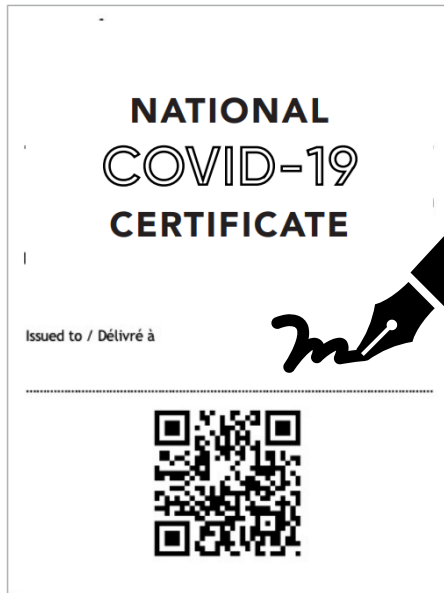 NATIONAL
COVID-19
CERTIFICATE
Issued to / Délivré à